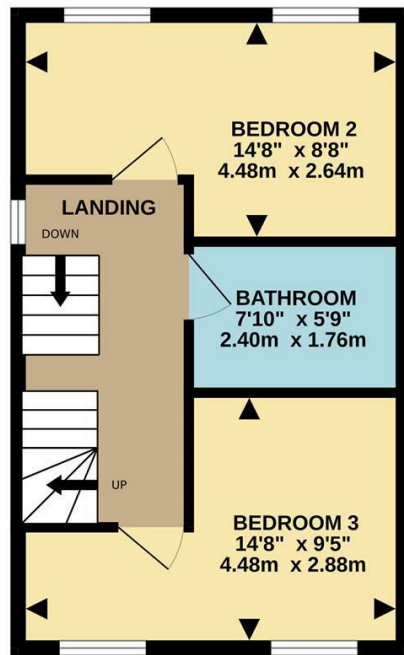 BEDROOM 2
14'8" x 8'8"
4.48m x 2.64m
LANDING
DOWN
BATHROOM
7'10" x 5'9"
2.40m x 1.76m
UP
BEDROOM 3
14'8" x 9'5"
4.48m x 2.88m